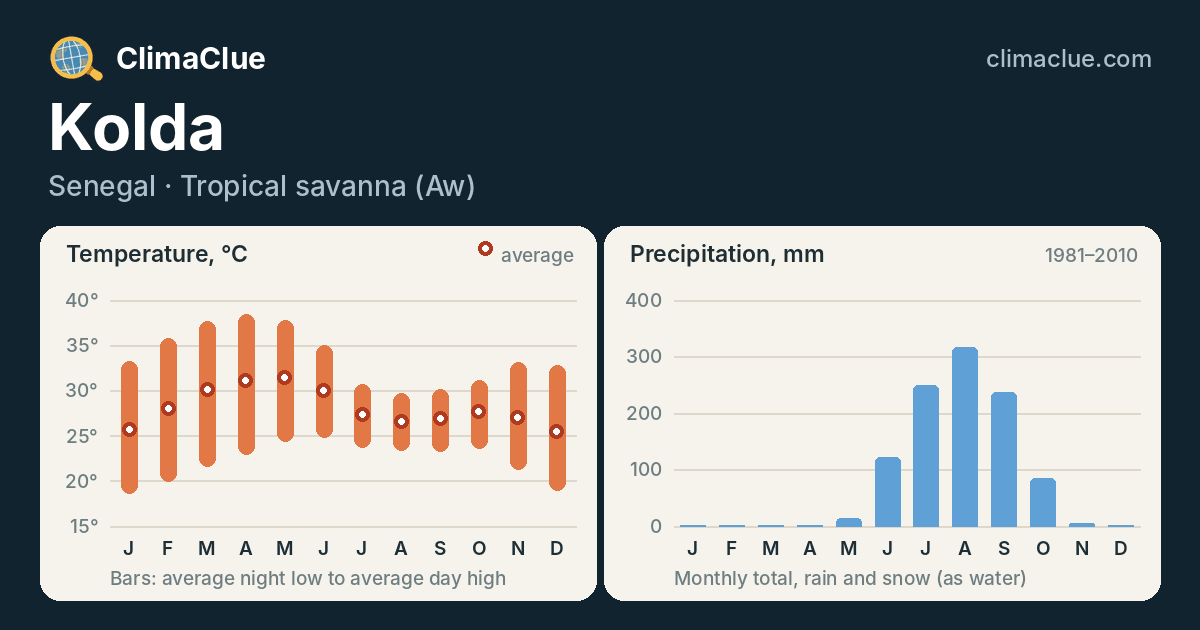 ClimaClue
climaclue.com
Kolda
Senegal · Tropical savanna (Aw)
Temperature, °C
average
40°
35°
30°
25°
20°
15°
J F M A M J J A S O N D
Bars: average night low to average day high
Precipitation, mm
1981–2010
400
300
200
100
0
J F M A M J J A S O N D
Monthly total, rain and snow (as water)